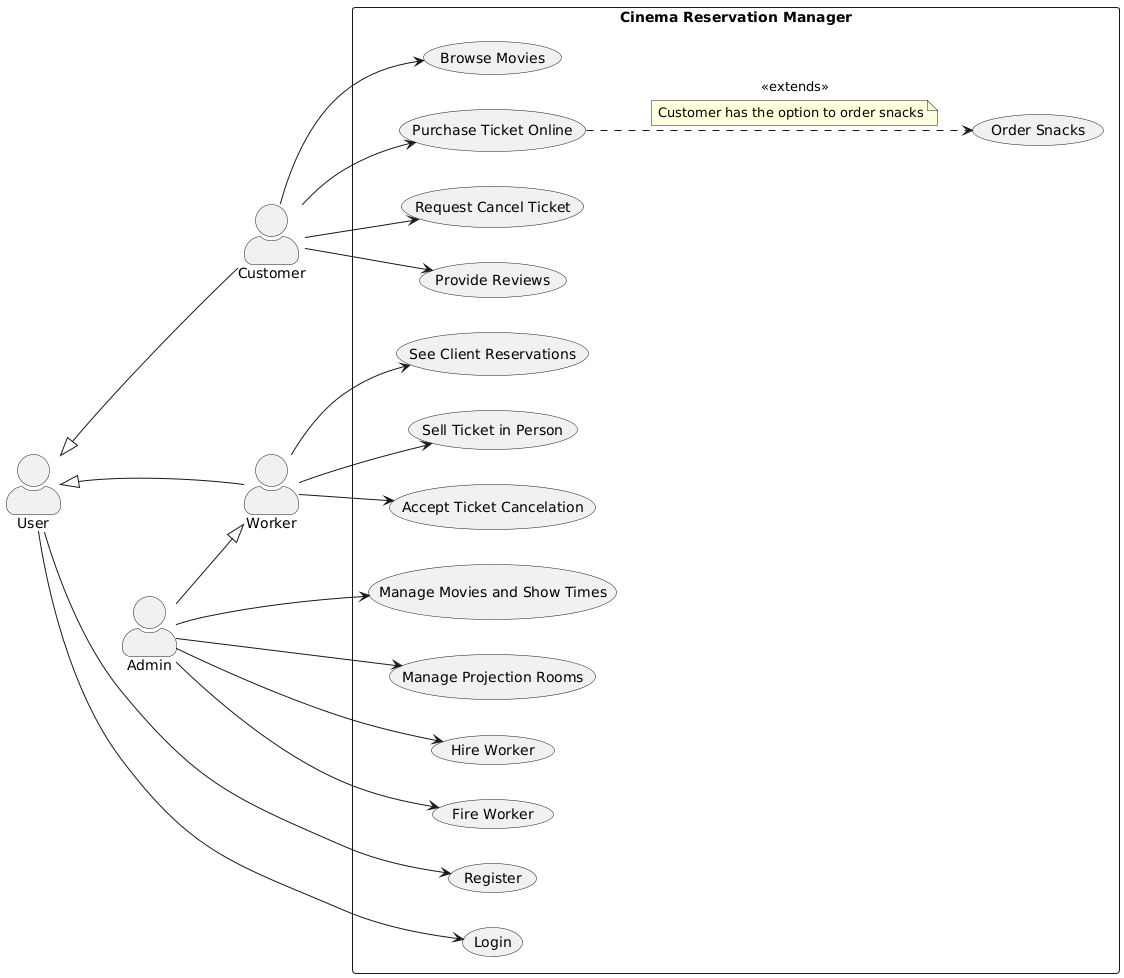 Cinema Reservation Manager
Browse Movies
«extends»
Customer has the option to order snacks
Purchase Ticket Online
Order Snacks
Request Cancel Ticket
Customer
Provide Reviews
See Client Reservations
Sell Ticket in Person
Accept Ticket Cancelation
User
Worker
Manage Movies and Show Times
Admin
Manage Projection Rooms
Hire Worker
Fire Worker
Register
Login